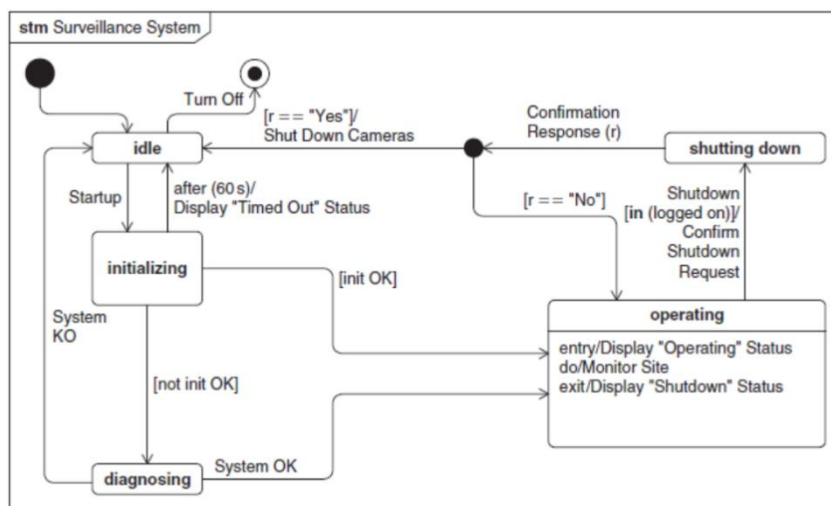 stm Surveillance System
Turn Off
[r == "Yes"]/
Shut Down Cameras
Confirmation
Response (r)
idle
shutting down
Startup
after (60 s)/
Display "Timed Out" Status
[r == "No"]
Shutdown
[in (logged on)]/
Confirm
Shutdown
Request
initializing
[init OK]
operating
entry/Display "Operating" Status
do/Monitor Site
exit/Display "Shutdown" Status
System
KO
[not init OK]
diagnosing
System OK